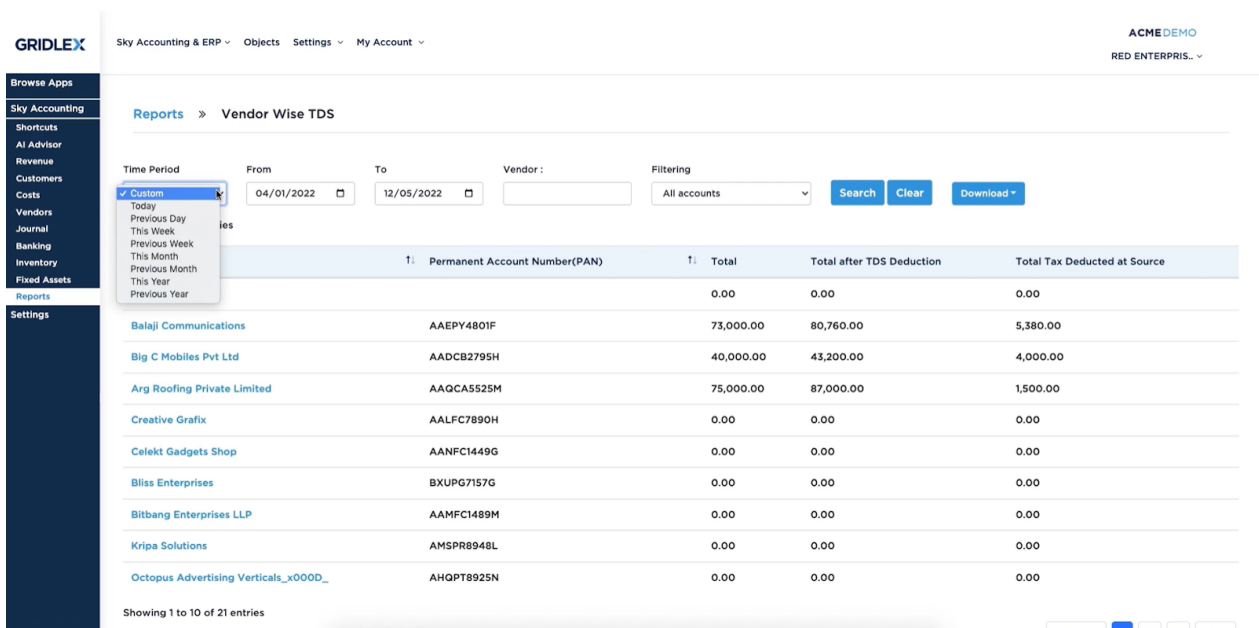 GRIDLEX
Sky Accounting & ERP
Objects
Settings
My Account
ACMEDEMO
RED ENTERPRIS..
Browse Apps
Sky Accounting
Shortcuts
AI Advisor
Revenue
Customers
Costs
Vendors
Journal
Banking
Inventory
Fixed Assets
Reports
Settings
Reports » Vendor Wise TDS
Time Period
From
To
Vendor :
Filtering
✓ Custom
Today
Previous Day
This Week
Previous Week
This Month
Previous Month
This Year
Previous Year
04/01/2022
12/05/2022
All accounts
Search
Clear
Download
Permanent Account Number(PAN) Total Total after TDS Deduction Total Tax Deducted at Source
0.00 0.00 0.00
Balaji Communications AAEPY4801F 73,000.00 80,760.00 5,380.00
Big C Mobiles Pvt Ltd AADCB2795H 40,000.00 43,200.00 4,000.00
Arg Roofing Private Limited AAQCA5525M 75,000.00 87,000.00 1,500.00
Creative Grafix AALFC7890H 0.00 0.00 0.00
Celekt Gadgets Shop AANFC1449G 0.00 0.00 0.00
Bliss Enterprises BXUPG7157G 0.00 0.00 0.00
Bitbang Enterprises LLP AAMFC1489M 0.00 0.00 0.00
Kripa Solutions AMSPR8948L 0.00 0.00 0.00
Octopus Advertising Verticals_x000D_ AHQPT8925N 0.00 0.00 0.00
Showing 1 to 10 of 21 entries